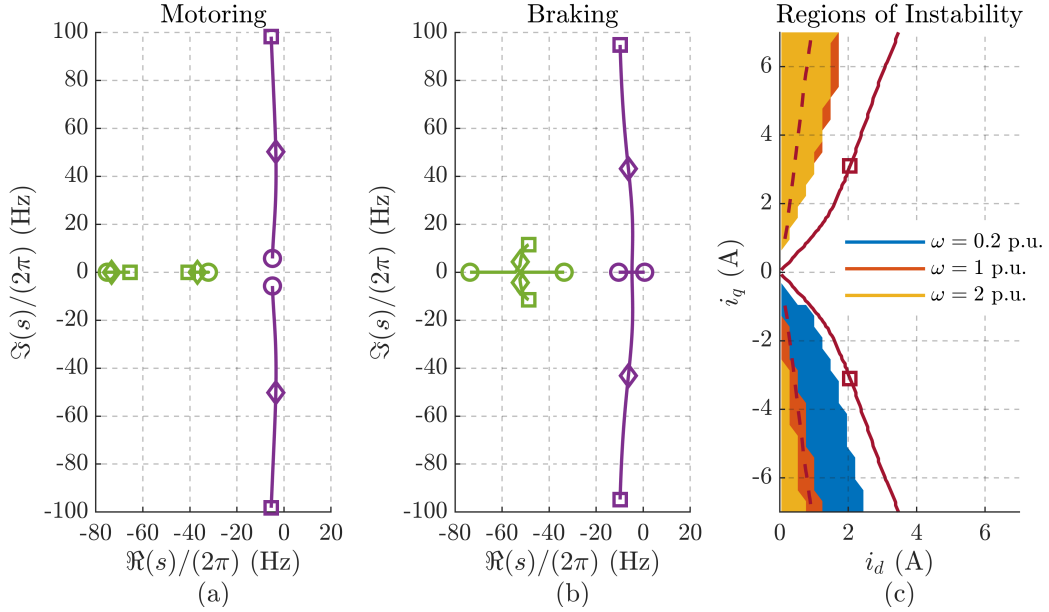 Motoring
100
80
60
40
20
0
-20
-40
-60
-80
-100
-80 -60 -40 -20 0 20
ℑ(s)/(2π) (Hz)
ℜ(s)/(2π) (Hz)
(a)
Braking
100
80
60
40
20
0
-20
-40
-60
-80
-100
-80 -60 -40 -20 0 20
ℑ(s)/(2π) (Hz)
ℜ(s)/(2π) (Hz)
(b)
Regions of Instability
6
4
2
0
-2
-4
-6
0 2 4 6
i_q (A)
i_d (A)
ω = 0.2 p.u.
ω = 1 p.u.
ω = 2 p.u.
(c)